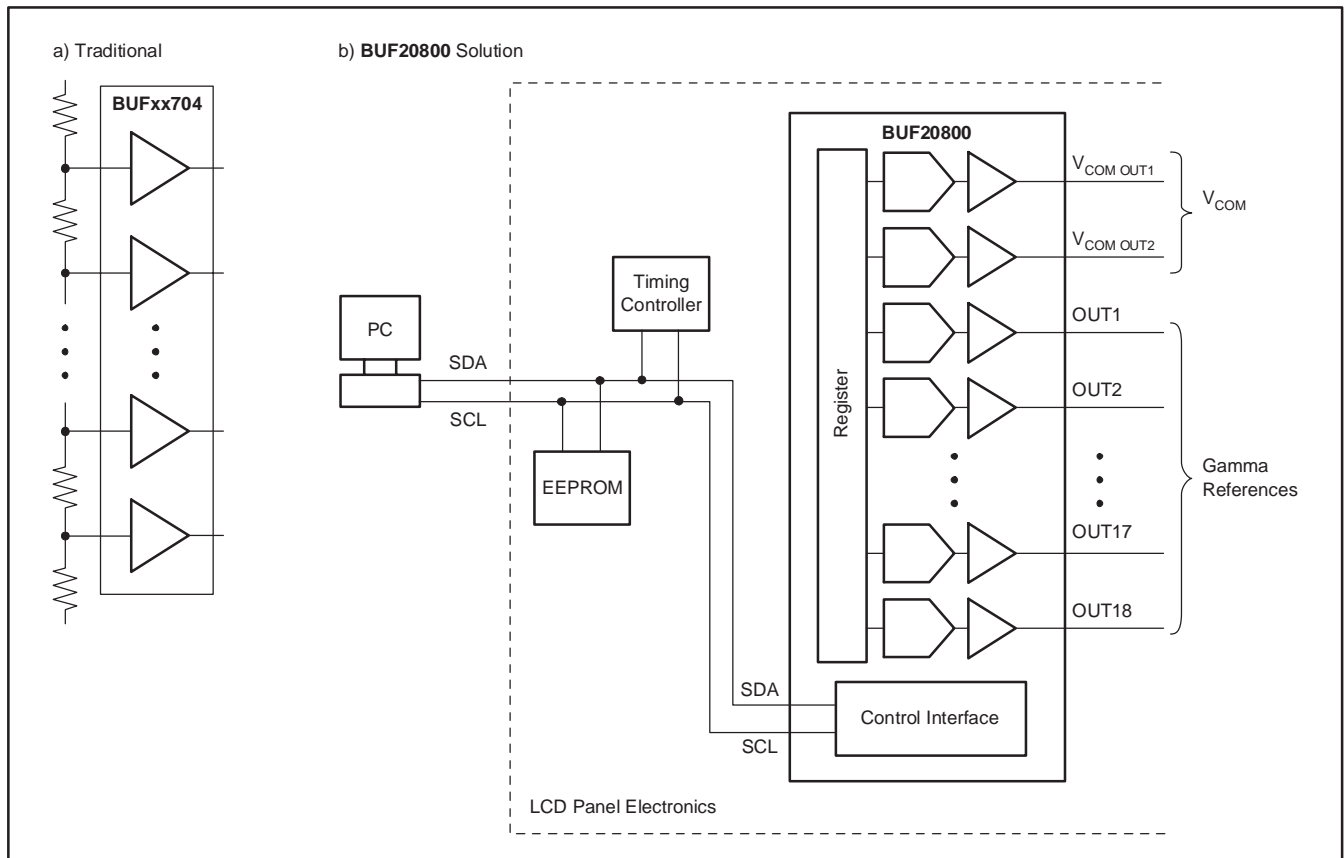 a) Traditional
BUFxx704
b) BUF20800 Solution
BUF20800
Register
V_COM OUT1
V_COM OUT2
V_COM
OUT1
OUT2
OUT17
OUT18
Gamma
References
Timing
Controller
PC
SDA
SCL
EEPROM
SDA
SCL
Control Interface
LCD Panel Electronics